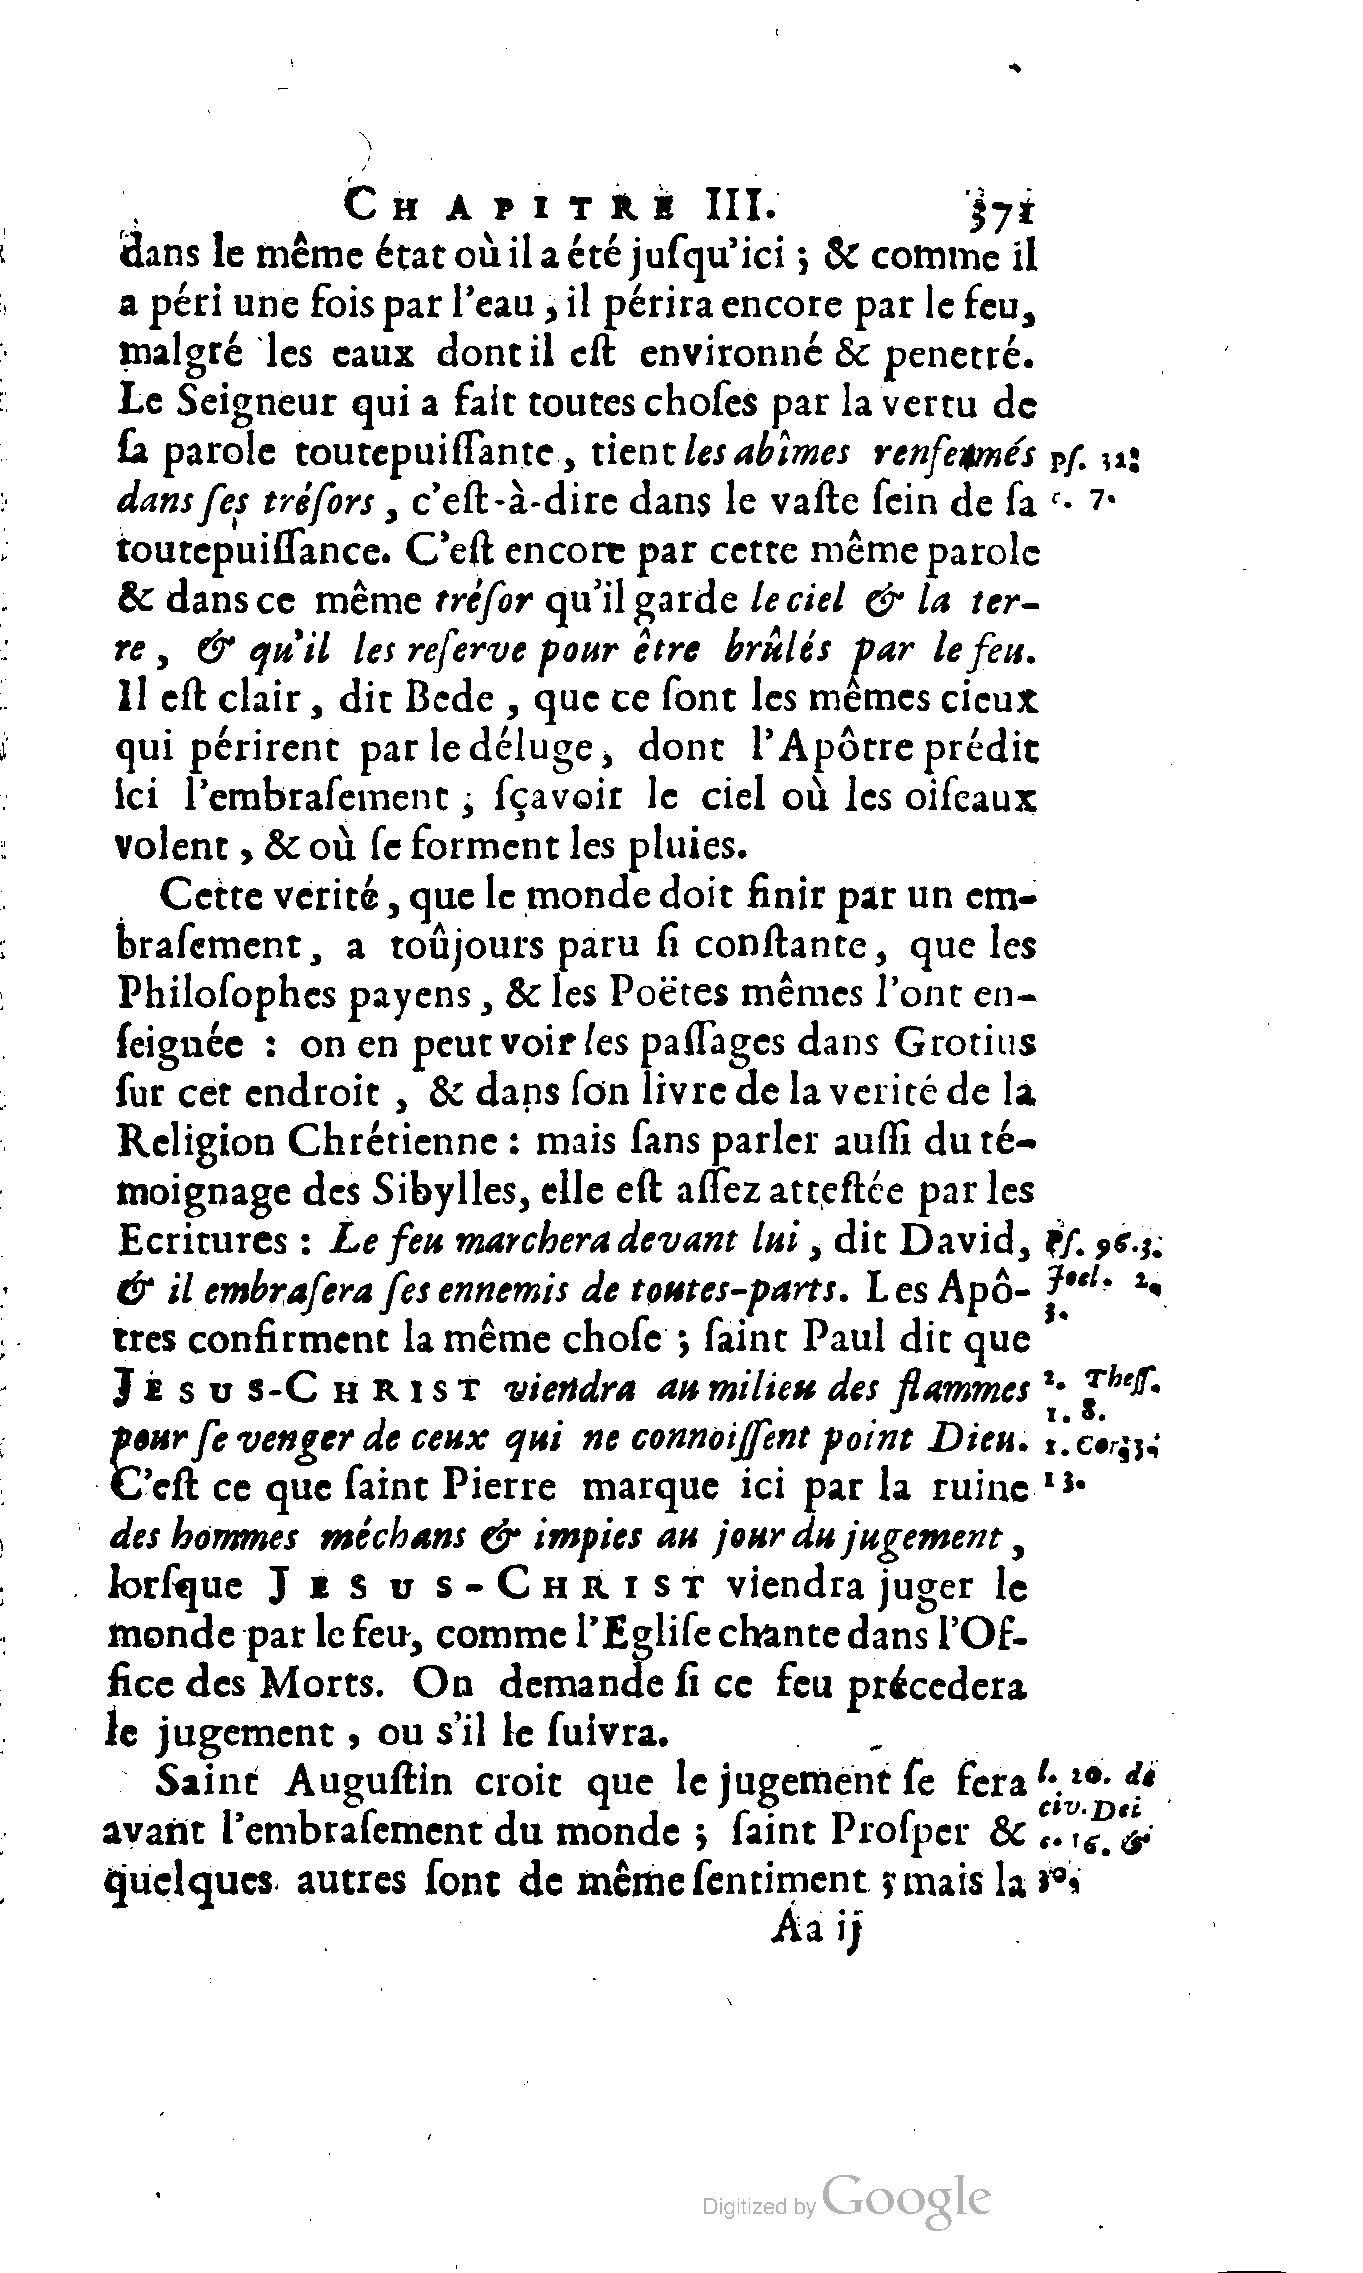 CHAPITRE III. 371
dans le même état où il a été juſqu'ici ; & comme il
a péri une fois par l'eau, il périra encore par le feu,
malgré les eaux dont il eſt environné & penetré.
Le Seigneur qui a fait toutes choſes par la vertu de
ſa parole toutepuiſſante, tient les abîmes renfermés Pſ. 32.
dans ſes tréſors, c'eſt-à-dire dans le vaſte ſein de ſa v. 7.
toutepuiſſance. C'eſt encore par cette même parole
& dans ce même tréſor qu'il garde le ciel & la ter-
re, & qu'il les reſerve pour être brûlés par le feu.
Il eſt clair, dit Bede, que ce ſont les mêmes cieux
qui périrent par le déluge, dont l'Apôtre prédit
ici l'embraſement ; ſçavoir le ciel où les oiſeaux
volent, & où ſe forment les pluies.
Cette verité, que le monde doit finir par un em-
braſement, a toûjours paru ſi conſtante, que les
Philoſophes payens, & les Poëtes mêmes l'ont en-
ſeignée : on en peut voir les paſſages dans Grotius
ſur cet endroit, & dans ſon livre de la verité de la
Religion Chrétienne : mais ſans parler auſſi du té-
moignage des Sibylles, elle eſt aſſez atteſtée par les
Ecritures : Le feu marchera devant lui, dit David, Pſ. 96.3.
& il embraſera ſes ennemis de toutes-parts. Les Apô- Joel. 2.
3.
tres confirment la même choſe ; ſaint Paul dit que
JESUS-CHRIST viendra au milieu des flammes 2. Theſſ.
1. 8.
pour ſe venger de ceux qui ne connoiſſent point Dieu. 1. Cor. 3.
C'eſt ce que ſaint Pierre marque ici par la ruine 13.
des hommes méchans & impies au jour du jugement,
lorſque JESUS-CHRIST viendra juger le
monde par le feu, comme l'Egliſe chante dans l'Of-
fice des Morts. On demande ſi ce feu précedera
le jugement, ou s'il le ſuivra.
Saint Auguſtin croit que le jugement ſe fera l. 20. de
civ. Dei
avant l'embraſement du monde ; ſaint Proſper & c. 16. &
quelques autres ſont de même ſentiment ; mais la 30.
Aa ij
Digitized by Google